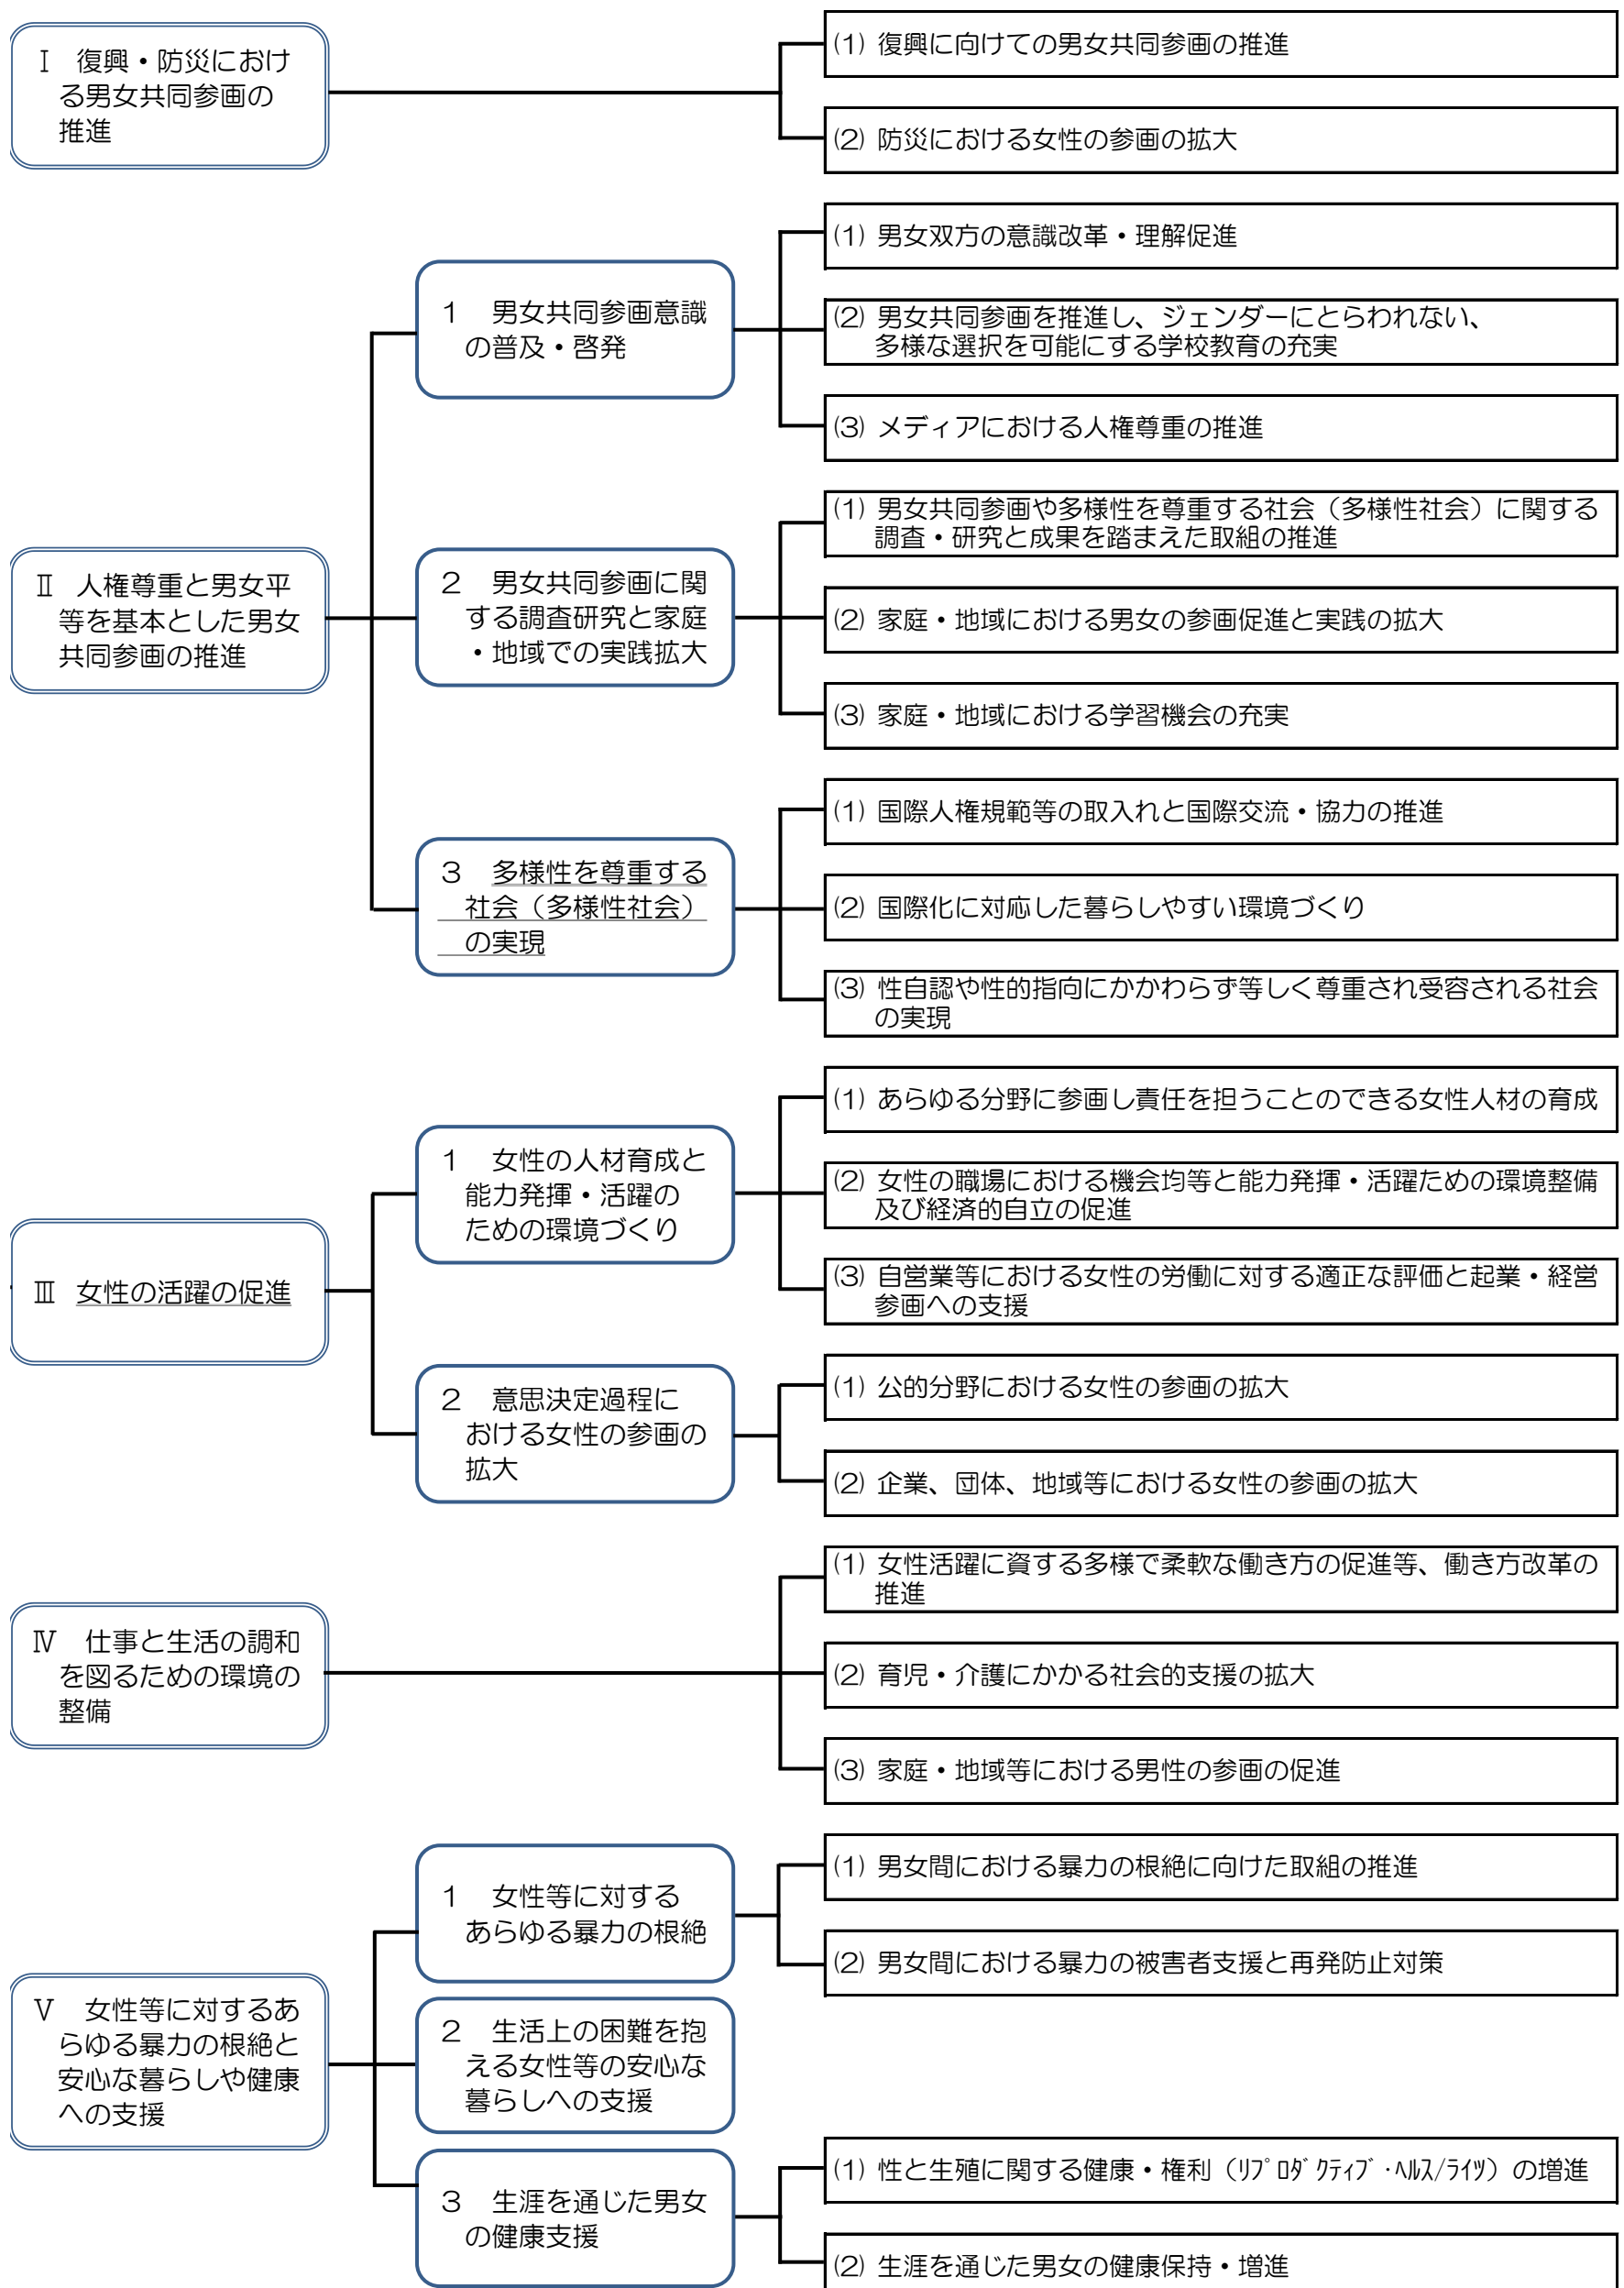 Ⅰ 復興・防災におけ
る男女共同参画の
推進
(1) 復興に向けての男女共同参画の推進
(2) 防災における女性の参画の拡大
Ⅱ 人権尊重と男女平
等を基本とした男女
共同参画の推進
1 男女共同参画意識
の普及・啓発
(1) 男女双方の意識改革・理解促進
(2) 男女共同参画を推進し、ジェンダーにとらわれない、
多様な選択を可能にする学校教育の充実
(3) メディアにおける人権尊重の推進
2 男女共同参画に関
する調査研究と家庭
・地域での実践拡大
(1) 男女共同参画や多様性を尊重する社会（多様性社会）に関する
調査・研究と成果を踏まえた取組の推進
(2) 家庭・地域における男女の参画促進と実践の拡大
(3) 家庭・地域における学習機会の充実
3 多様性を尊重する
社会（多様性社会）
の実現
(1) 国際人権規範等の取入れと国際交流・協力の推進
(2) 国際化に対応した暮らしやすい環境づくり
(3) 性自認や性的指向にかかわらず等しく尊重され受容される社会
の実現
Ⅲ 女性の活躍の促進
1 女性の人材育成と
能力発揮・活躍の
ための環境づくり
(1) あらゆる分野に参画し責任を担うことのできる女性人材の育成
(2) 女性の職場における機会均等と能力発揮・活躍ための環境整備
及び経済的自立の促進
(3) 自営業等における女性の労働に対する適正な評価と起業・経営
参画への支援
2 意思決定過程に
おける女性の参画の
拡大
(1) 公的分野における女性の参画の拡大
(2) 企業、団体、地域等における女性の参画の拡大
Ⅳ 仕事と生活の調和
を図るための環境の
整備
(1) 女性活躍に資する多様で柔軟な働き方の促進等、働き方改革の
推進
(2) 育児・介護にかかる社会的支援の拡大
(3) 家庭・地域等における男性の参画の促進
Ⅴ 女性等に対するあ
らゆる暴力の根絶と
安心な暮らしや健康
への支援
1 女性等に対する
あらゆる暴力の根絶
(1) 男女間における暴力の根絶に向けた取組の推進
(2) 男女間における暴力の被害者支援と再発防止対策
2 生活上の困難を抱
える女性等の安心な
暮らしへの支援
3 生涯を通じた男女
の健康支援
(1) 性と生殖に関する健康・権利（ﾘﾌﾟﾛﾀﾞｸﾃｨﾌﾞ･ﾍﾙｽ/ﾗｲﾂ）の増進
(2) 生涯を通じた男女の健康保持・増進